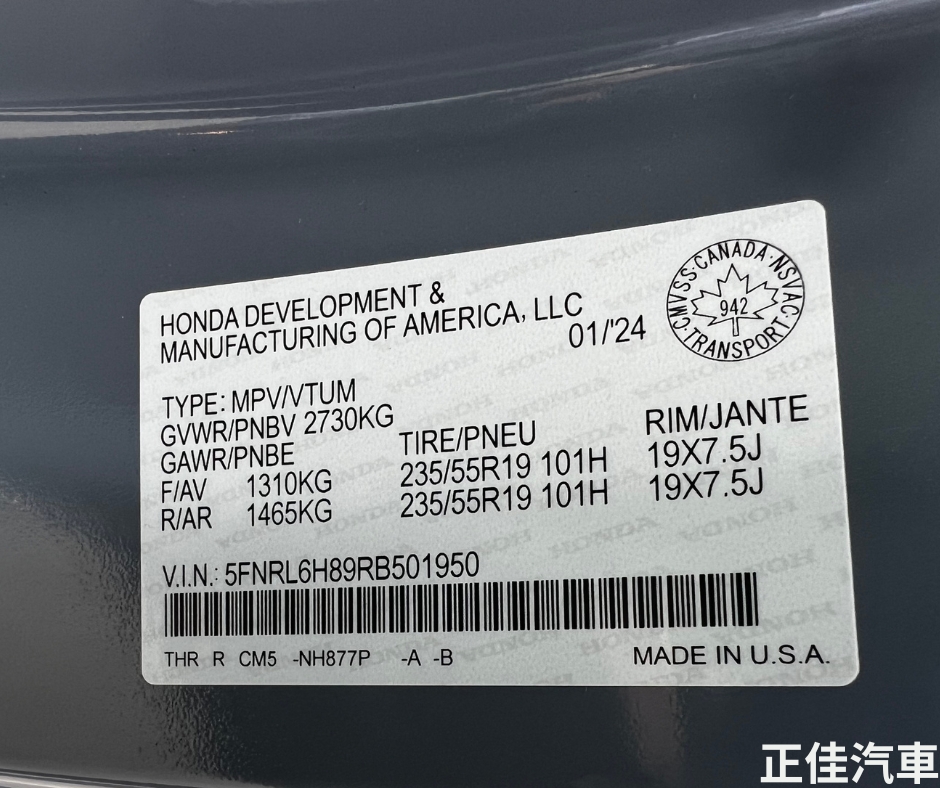 HONDA DEVELOPMENT &
MANUFACTURING OF AMERICA, LLC
01/'24
CMVSS·CANADA·NSVAC·
942
TRANSPORT
TYPE: MPV/VTUM
GVWR/PNBV 2730KG
GAWR/PNBE TIRE/PNEU RIM/JANTE
F/AV 1310KG 235/55R19 101H 19X7.5J
R/AR 1465KG 235/55R19 101H 19X7.5J
V.I.N.: 5FNRL6H89RB501950
THR R CM5 -NH877P -A -B MADE IN U.S.A.
正佳汽車